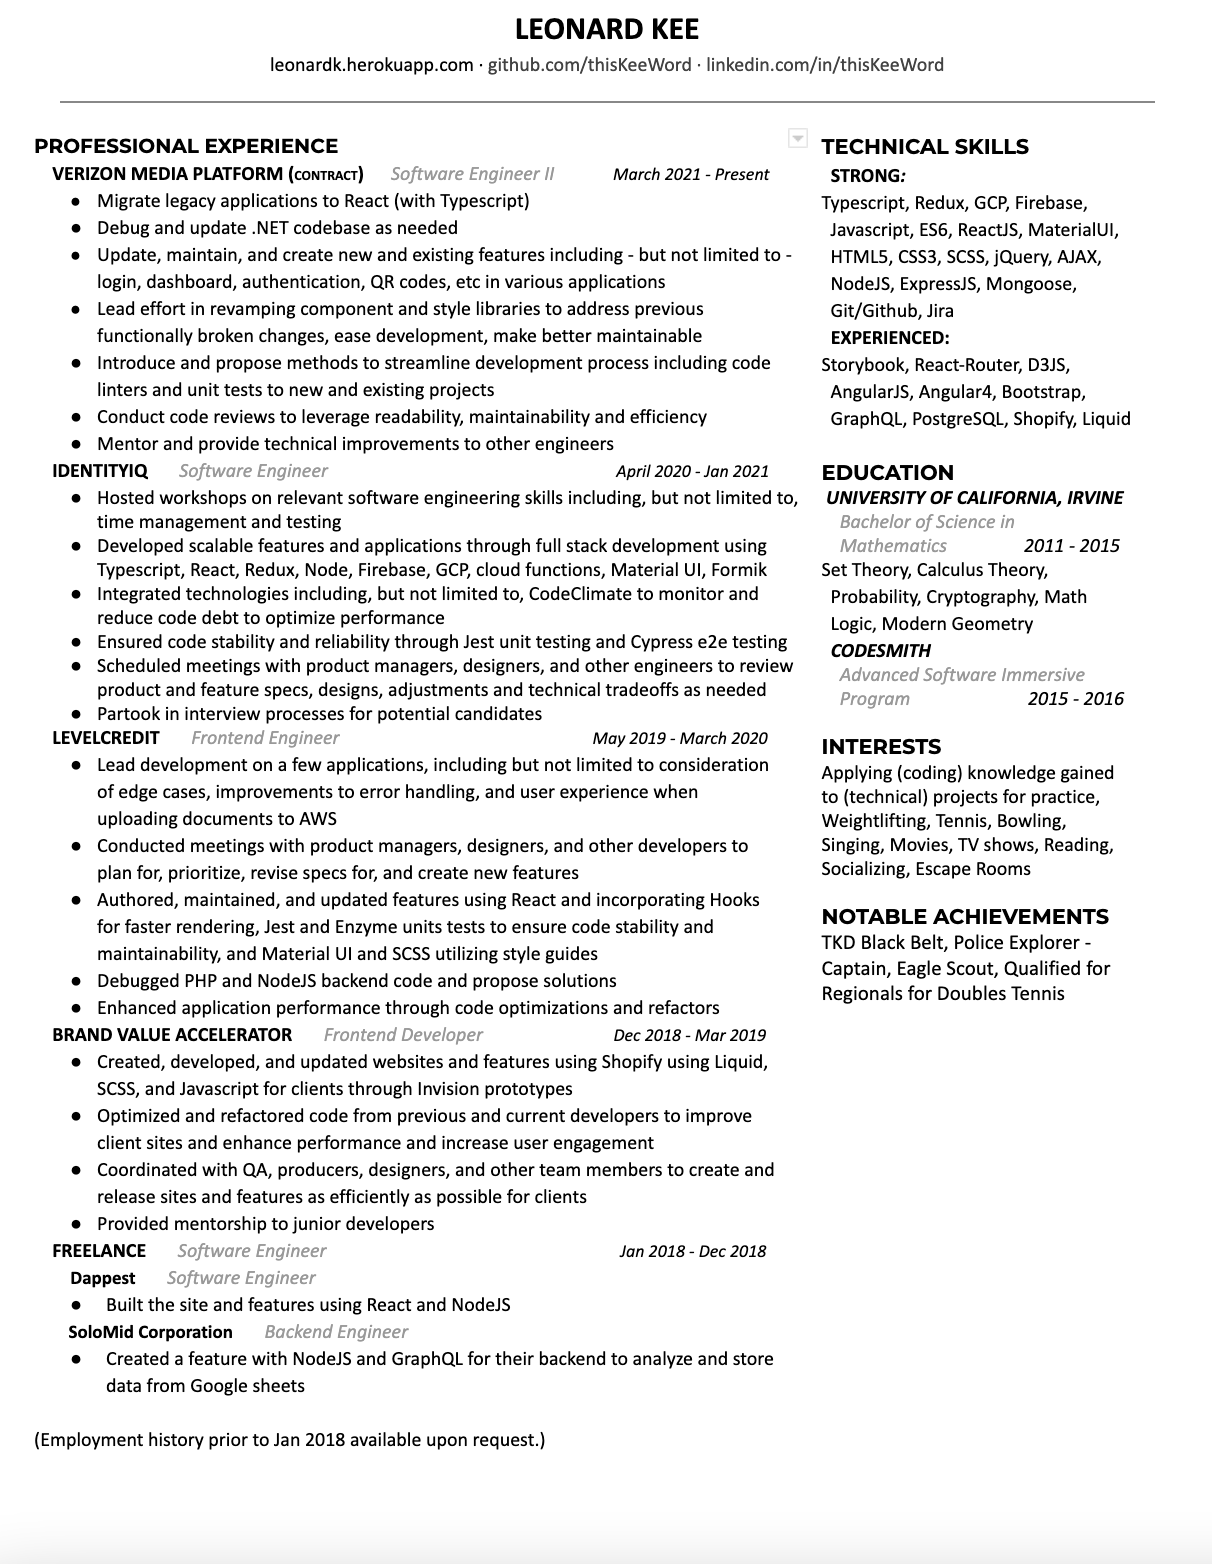 LEONARD KEE
leonardk.herokuapp.com · github.com/thisKeeWord · linkedin.com/in/thisKeeWord
PROFESSIONAL EXPERIENCE
VERIZON MEDIA PLATFORM (CONTRACT) Software Engineer II March 2021 - Present
● Migrate legacy applications to React (with Typescript)
● Debug and update .NET codebase as needed
● Update, maintain, and create new and existing features including - but not limited to -
login, dashboard, authentication, QR codes, etc in various applications
● Lead effort in revamping component and style libraries to address previous
functionally broken changes, ease development, make better maintainable
● Introduce and propose methods to streamline development process including code
linters and unit tests to new and existing projects
● Conduct code reviews to leverage readability, maintainability and efficiency
● Mentor and provide technical improvements to other engineers
IDENTITYIQ Software Engineer April 2020 - Jan 2021
● Hosted workshops on relevant software engineering skills including, but not limited to,
time management and testing
● Developed scalable features and applications through full stack development using
Typescript, React, Redux, Node, Firebase, GCP, cloud functions, Material UI, Formik
● Integrated technologies including, but not limited to, CodeClimate to monitor and
reduce code debt to optimize performance
● Ensured code stability and reliability through Jest unit testing and Cypress e2e testing
● Scheduled meetings with product managers, designers, and other engineers to review
product and feature specs, designs, adjustments and technical tradeoffs as needed
● Partook in interview processes for potential candidates
LEVELCREDIT Frontend Engineer May 2019 - March 2020
● Lead development on a few applications, including but not limited to consideration
of edge cases, improvements to error handling, and user experience when
uploading documents to AWS
● Conducted meetings with product managers, designers, and other developers to
plan for, prioritize, revise specs for, and create new features
● Authored, maintained, and updated features using React and incorporating Hooks
for faster rendering, Jest and Enzyme units tests to ensure code stability and
maintainability, and Material UI and SCSS utilizing style guides
● Debugged PHP and NodeJS backend code and propose solutions
● Enhanced application performance through code optimizations and refactors
BRAND VALUE ACCELERATOR Frontend Developer Dec 2018 - Mar 2019
● Created, developed, and updated websites and features using Shopify using Liquid,
SCSS, and Javascript for clients through Invision prototypes
● Optimized and refactored code from previous and current developers to improve
client sites and enhance performance and increase user engagement
● Coordinated with QA, producers, designers, and other team members to create and
release sites and features as efficiently as possible for clients
● Provided mentorship to junior developers
FREELANCE Software Engineer Jan 2018 - Dec 2018
Dappest Software Engineer
● Built the site and features using React and NodeJS
SoloMid Corporation Backend Engineer
● Created a feature with NodeJS and GraphQL for their backend to analyze and store
data from Google sheets
(Employment history prior to Jan 2018 available upon request.)
TECHNICAL SKILLS
STRONG:
Typescript, Redux, GCP, Firebase,
Javascript, ES6, ReactJS, MaterialUI,
HTML5, CSS3, SCSS, jQuery, AJAX,
NodeJS, ExpressJS, Mongoose,
Git/Github, Jira
EXPERIENCED:
Storybook, React-Router, D3JS,
AngularJS, Angular4, Bootstrap,
GraphQL, PostgreSQL, Shopify, Liquid
EDUCATION
UNIVERSITY OF CALIFORNIA, IRVINE
Bachelor of Science in
Mathematics 2011 - 2015
Set Theory, Calculus Theory,
Probability, Cryptography, Math
Logic, Modern Geometry
CODESMITH
Advanced Software Immersive
Program 2015 - 2016
INTERESTS
Applying (coding) knowledge gained
to (technical) projects for practice,
Weightlifting, Tennis, Bowling,
Singing, Movies, TV shows, Reading,
Socializing, Escape Rooms
NOTABLE ACHIEVEMENTS
TKD Black Belt, Police Explorer -
Captain, Eagle Scout, Qualified for
Regionals for Doubles Tennis